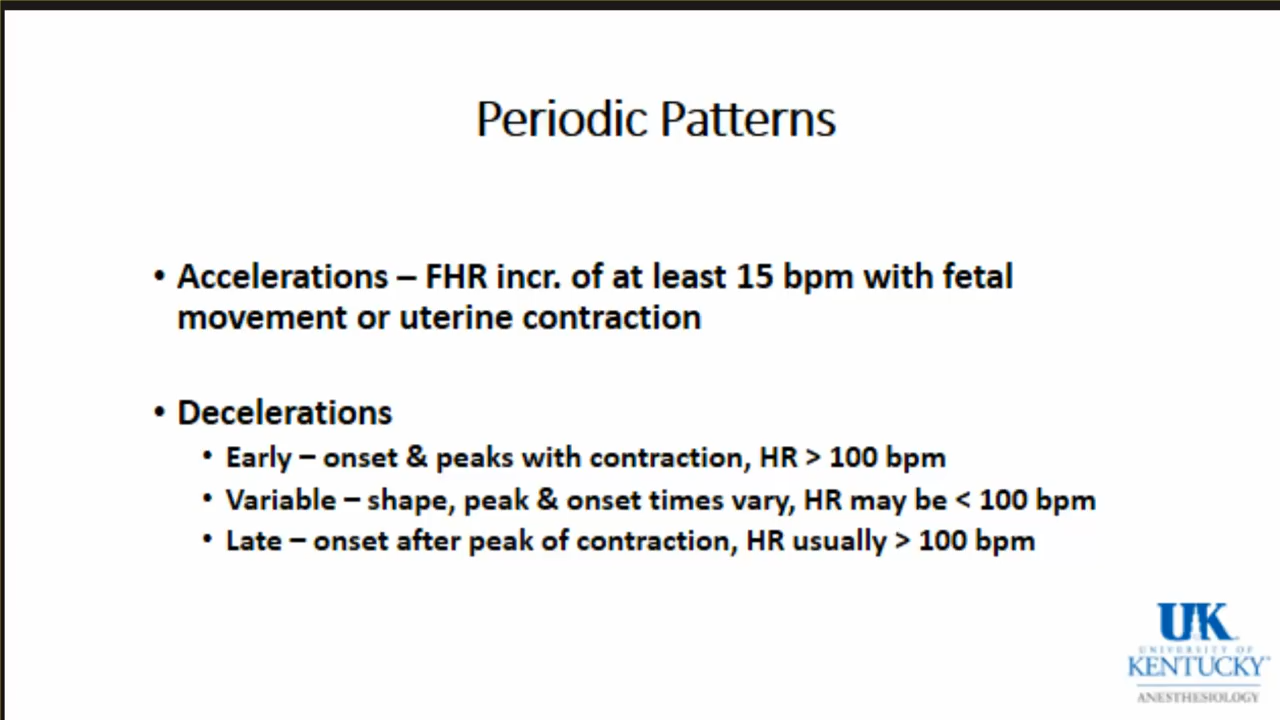 Periodic Patterns
• Accelerations – FHR incr. of at least 15 bpm with fetal
movement or uterine contraction
• Decelerations
• Early – onset & peaks with contraction, HR > 100 bpm
• Variable – shape, peak & onset times vary, HR may be < 100 bpm
• Late – onset after peak of contraction, HR usually > 100 bpm
UK
UNIVERSITY OF
KENTUCKY
ANESTHESIOLOGY